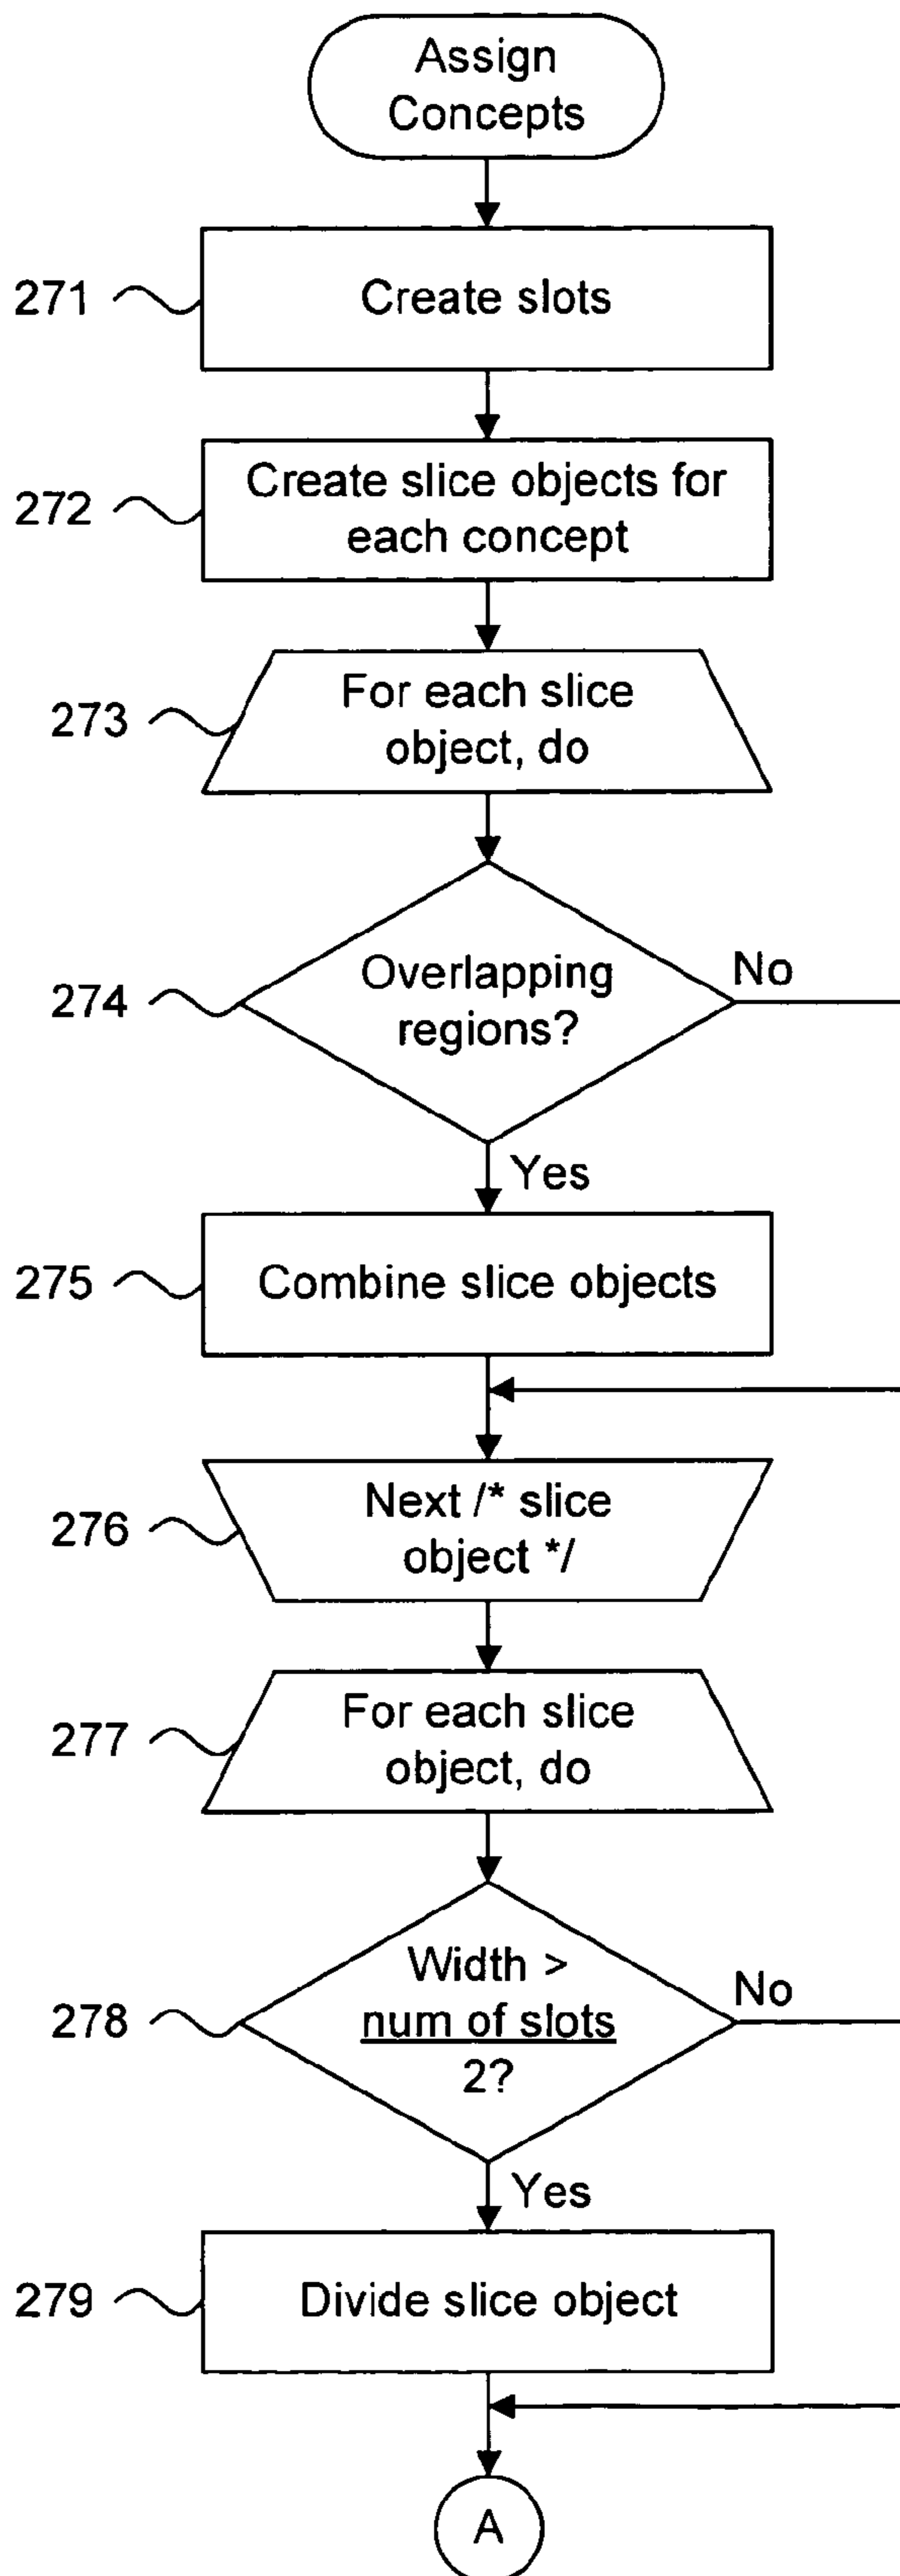 Assign
Concepts
271
Create slots
272
Create slice objects for
each concept
273
For each slice
object, do
274
Overlapping
regions?
No
Yes
275
Combine slice objects
276
Next /* slice
object */
277
For each slice
object, do
278
Width >
num of slots
2?
No
Yes
279
Divide slice object
A